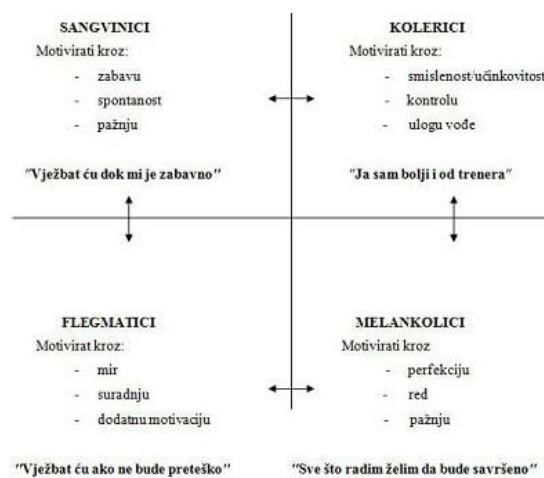 SANGVINICI
Motivirati kroz:
- zabavu
- spontanost
- pažnju
"Vježbat ću dok mi je zabavno"
KOLERICI
Motivirati kroz:
- smislenost/učinkovitost
- kontrolu
- ulogu vođe
"Ja sam bolji i od trenera"
FLEGMATICI
Motivirat kroz:
- mir
- suradnju
- dodatnu motivaciju
"Vježbat ću ako ne bude preteško"
MELANKOLICI
Motivirati kroz
- perfekciju
- red
- pažnju
"Sve što radim želim da bude savršeno"